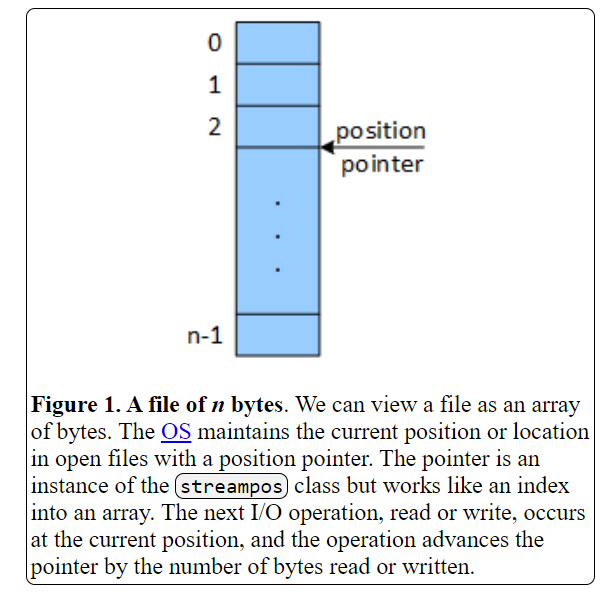 0
1
2
position
pointer
.
.
.
n-1
Figure 1. A file of n bytes. We can view a file as an array
of bytes. The OS maintains the current position or location
in open files with a position pointer. The pointer is an
instance of the streampos class but works like an index
into an array. The next I/O operation, read or write, occurs
at the current position, and the operation advances the
pointer by the number of bytes read or written.